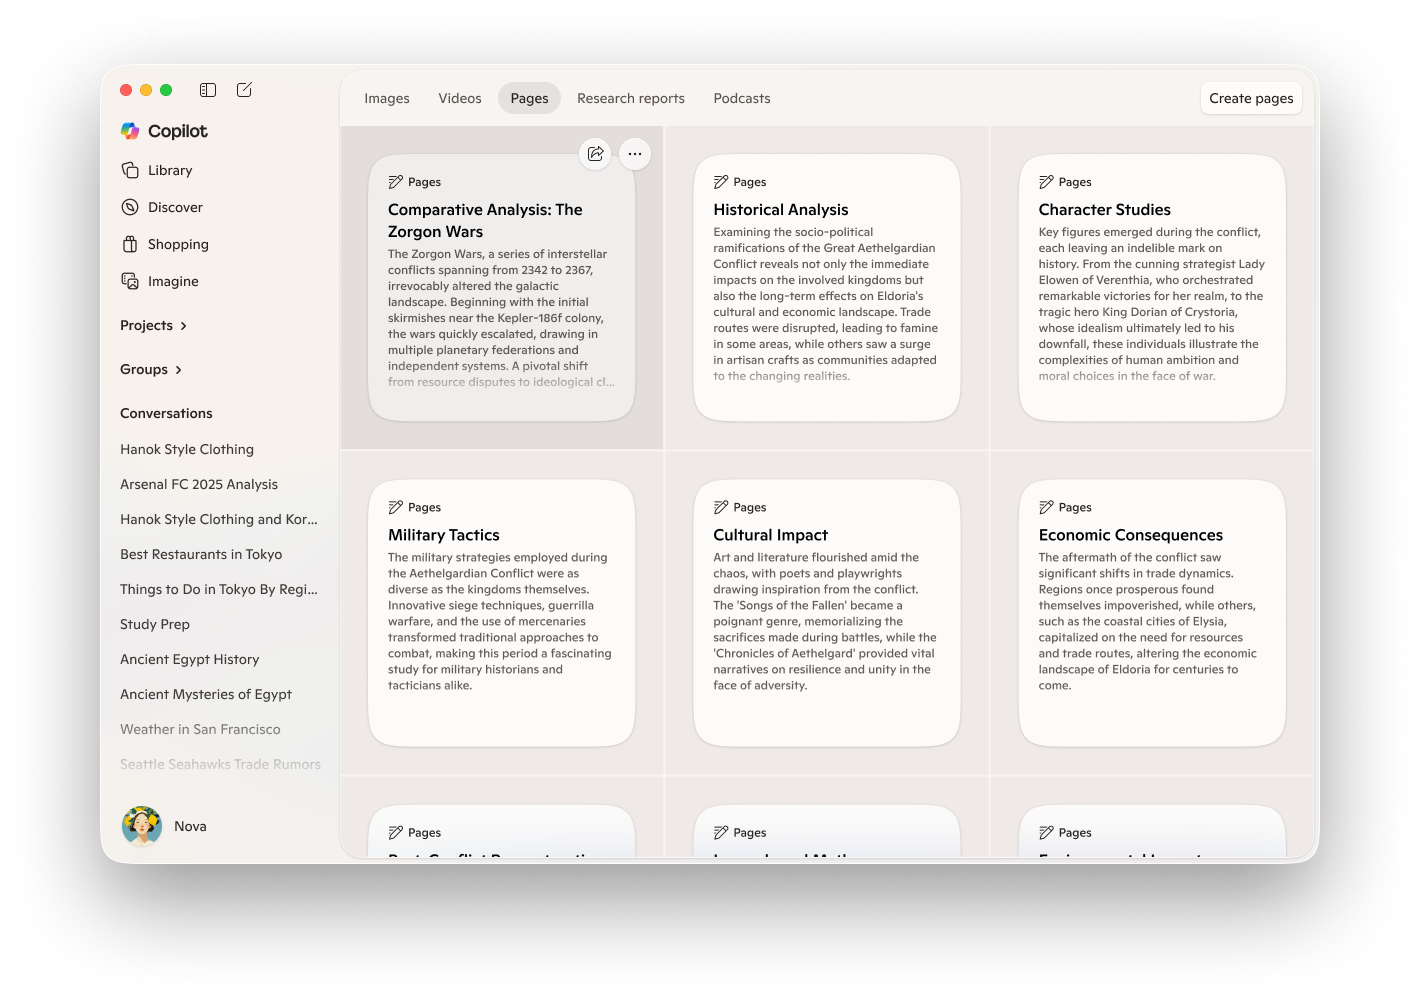 Copilot
Library
Discover
Shopping
Imagine
Projects
Groups
Conversations
Hanok Style Clothing
Arsenal FC 2025 Analysis
Hanok Style Clothing and Kor...
Best Restaurants in Tokyo
Things to Do in Tokyo By Regi...
Study Prep
Ancient Egypt History
Ancient Mysteries of Egypt
Weather in San Francisco
Seattle Seahawks Trade Rumors
Nova
Images
Videos
Pages
Research reports
Podcasts
Create pages
Pages
Comparative Analysis: The
Zorgon Wars
The Zorgon Wars, a series of interstellar
conflicts spanning from 2342 to 2367,
irrevocably altered the galactic
landscape. Beginning with the initial
skirmishes near the Kepler-186f colony,
the wars quickly escalated, drawing in
multiple planetary federations and
independent systems. A pivotal shift
from resource disputes to ideological cl...
Pages
Historical Analysis
Examining the socio-political
ramifications of the Great Aethelgardian
Conflict reveals not only the immediate
impacts on the involved kingdoms but
also the long-term effects on Eldoria's
cultural and economic landscape. Trade
routes were disrupted, leading to famine
in some areas, while others saw a surge
in artisan crafts as communities adapted
to the changing realities.
Pages
Character Studies
Key figures emerged during the conflict,
each leaving an indelible mark on
history. From the cunning strategist Lady
Elowen of Verenthia, who orchestrated
remarkable victories for her realm, to the
tragic hero King Dorian of Crystoria,
whose idealism ultimately led to his
downfall, these individuals illustrate the
complexities of human ambition and
moral choices in the face of war.
Pages
Military Tactics
The military strategies employed during
the Aethelgardian Conflict were as
diverse as the kingdoms themselves.
Innovative siege techniques, guerrilla
warfare, and the use of mercenaries
transformed traditional approaches to
combat, making this period a fascinating
study for military historians and
tacticians alike.
Pages
Cultural Impact
Art and literature flourished amid the
chaos, with poets and playwrights
drawing inspiration from the conflict.
The 'Songs of the Fallen' became a
poignant genre, memorializing the
sacrifices made during battles, while the
'Chronicles of Aethelgard' provided vital
narratives on resilience and unity in the
face of adversity.
Pages
Economic Consequences
The aftermath of the conflict saw
significant shifts in trade dynamics.
Regions once prosperous found
themselves impoverished, while others,
such as the coastal cities of Elysia,
capitalized on the need for resources
and trade routes, altering the economic
landscape of Eldoria for centuries to
come.
Pages
Pages
Pages